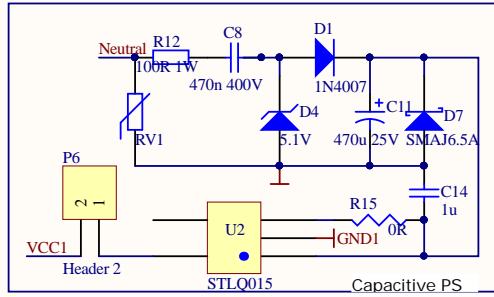 Neutral
R12
100R 1W
C8
470n 400V
D1
1N4007
RV1
D4
5.1V
C11
470u 25V
D7
SMAJ6.5A
P6
2
1
VCC1
Header 2
U2
STLQ015
R15
0R
GND1
C14
1u
Capacitive PS